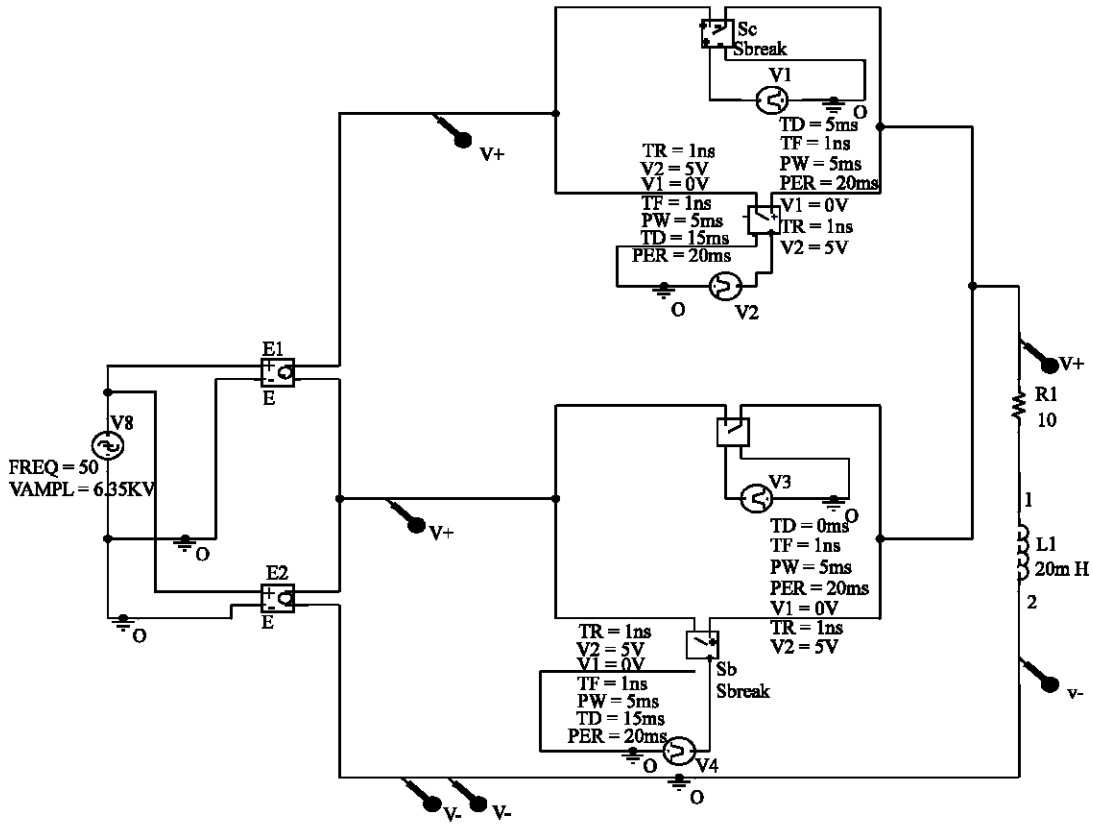 Sc
Sbreak
V1
O
TD = 5ms
TF = 1ns
PW = 5ms
PER = 20ms
V1 = 0V
TR = 1ns
V2 = 5V
V+
TR = 1ns
V2 = 5V
V1 = 0V
TF = 1ns
PW = 5ms
TD = 15ms
PER = 20ms
O
V2
E1
E
V+
R1
10
V8
FREQ = 50
VAMPL = 6.35KV
V3
O
1
V+
TD = 0ms
TF = 1ns
PW = 5ms
PER = 20ms
V1 = 0V
TR = 1ns
V2 = 5V
L1
20m H
O
E2
E
2
O
TR = 1ns
V2 = 5V
V1 = 0V
TF = 1ns
PW = 5ms
TD = 15ms
PER = 20ms
Sb
Sbreak
v-
O
V4
O
V-
V-